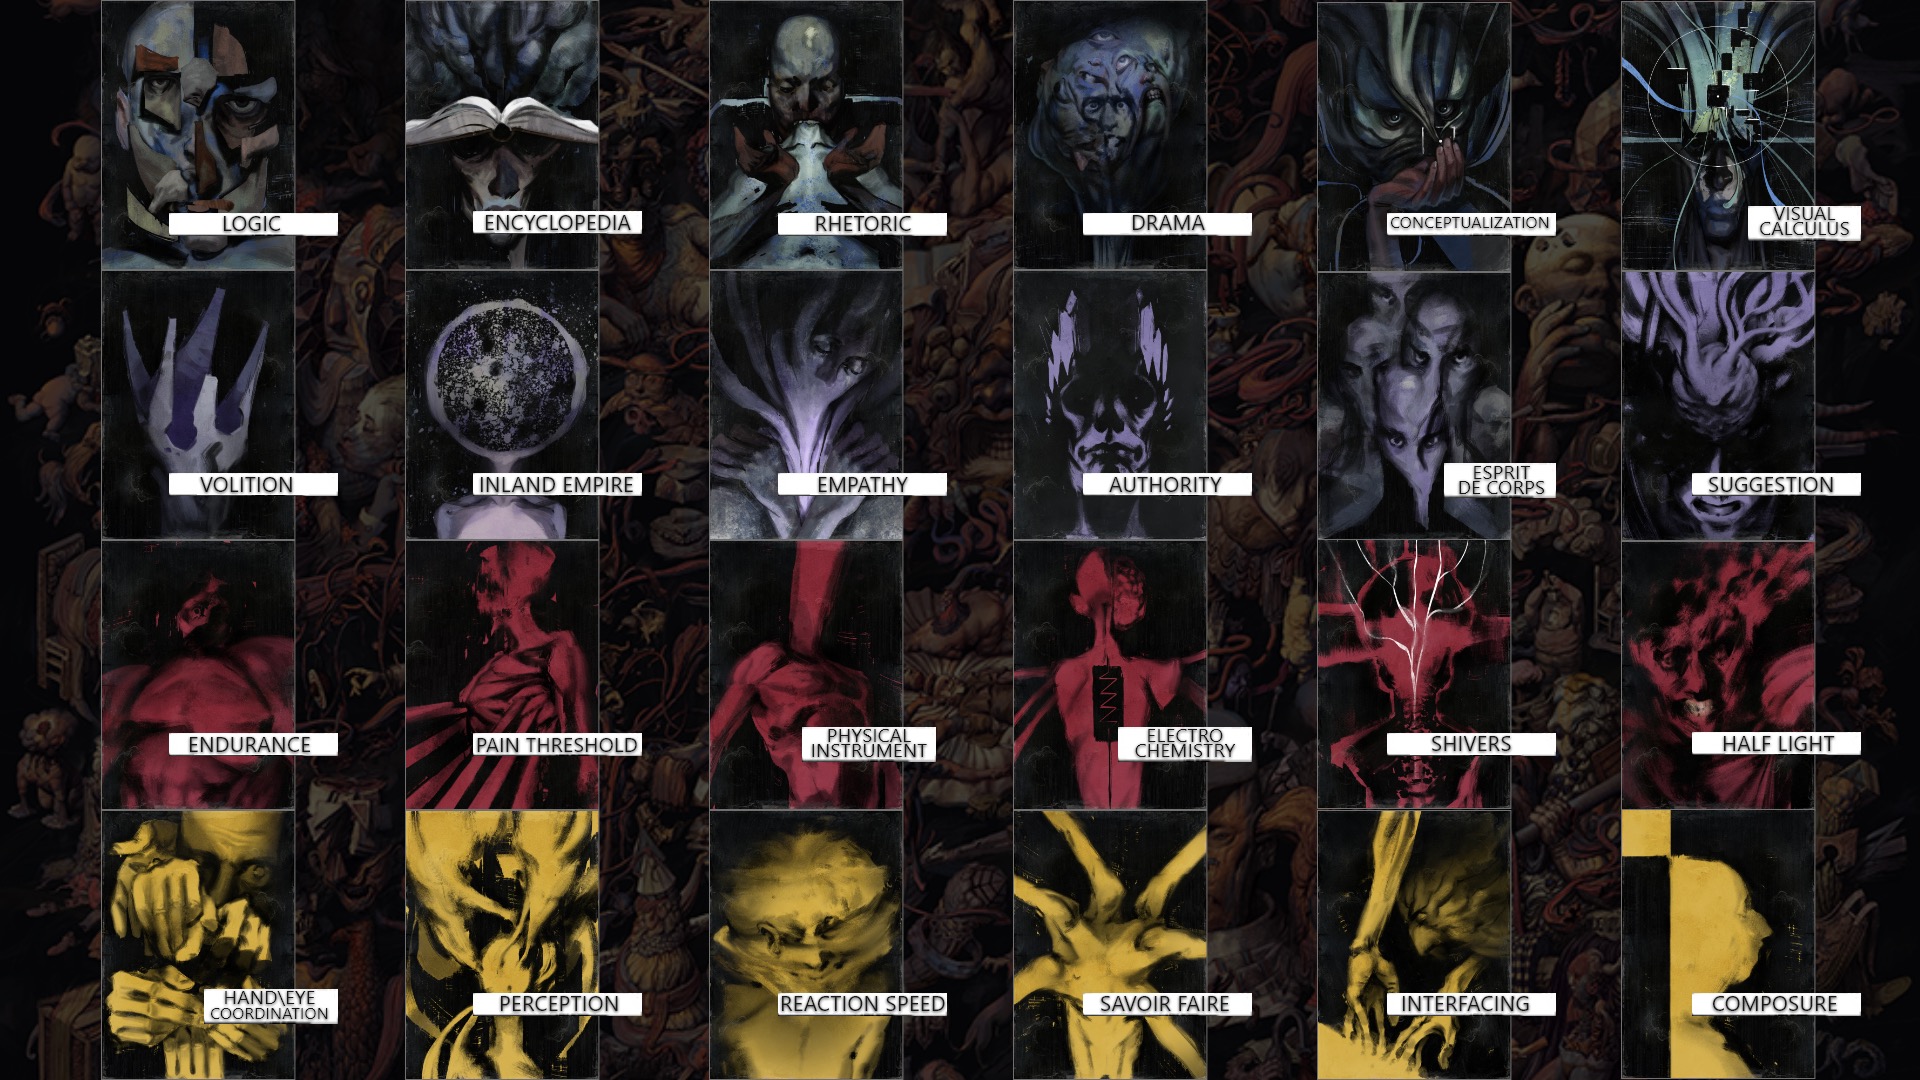 LOGIC
ENCYCLOPEDIA
RHETORIC
DRAMA
CONCEPTUALIZATION
VISUAL
CALCULUS
VOLITION
INLAND EMPIRE
EMPATHY
AUTHORITY
ESPRIT
DE CORPS
SUGGESTION
ENDURANCE
PAIN THRESHOLD
PHYSICAL
INSTRUMENT
ELECTRO
CHEMISTRY
SHIVERS
HALF LIGHT
HAND\EYE
COORDINATION
PERCEPTION
REACTION SPEED
SAVOIR FAIRE
INTERFACING
COMPOSURE